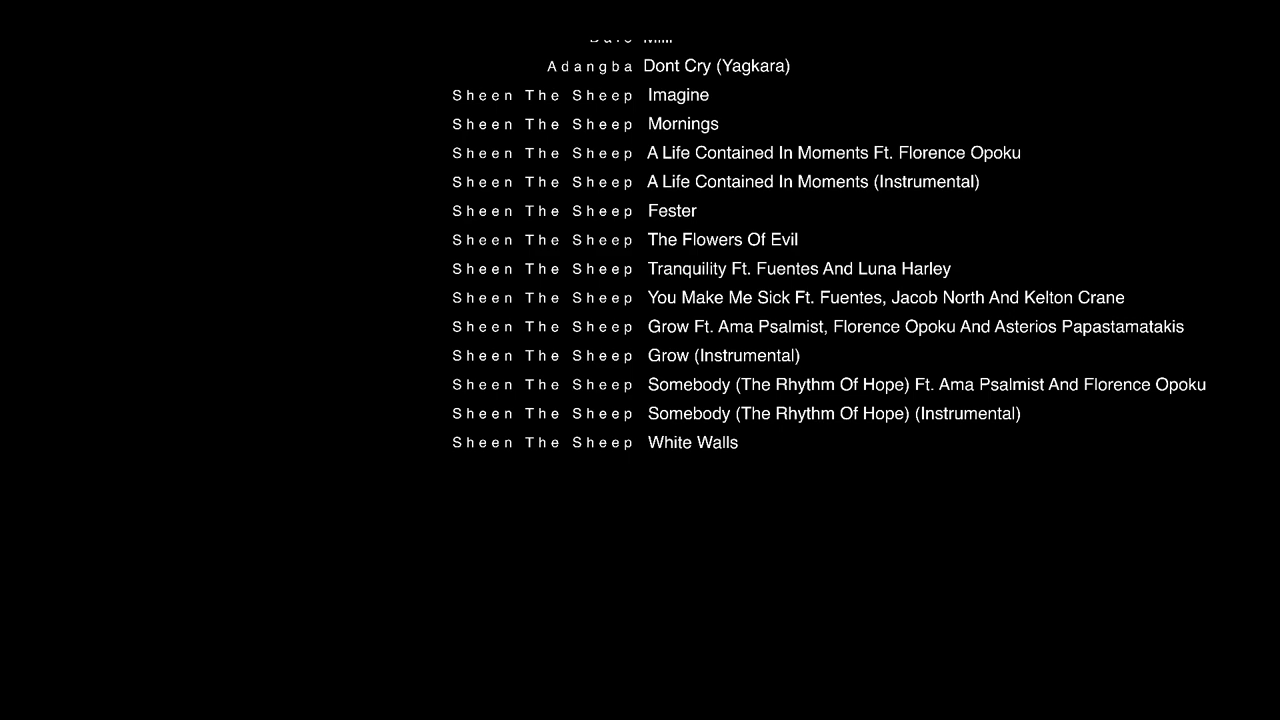 Adangba Dont Cry (Yagkara)
Sheen The Sheep Imagine
Sheen The Sheep Mornings
Sheen The Sheep A Life Contained In Moments Ft. Florence Opoku
Sheen The Sheep A Life Contained In Moments (Instrumental)
Sheen The Sheep Fester
Sheen The Sheep The Flowers Of Evil
Sheen The Sheep Tranquility Ft. Fuentes And Luna Harley
Sheen The Sheep You Make Me Sick Ft. Fuentes, Jacob North And Kelton Crane
Sheen The Sheep Grow Ft. Ama Psalmist, Florence Opoku And Asterios Papastamatakis
Sheen The Sheep Grow (Instrumental)
Sheen The Sheep Somebody (The Rhythm Of Hope) Ft. Ama Psalmist And Florence Opoku
Sheen The Sheep Somebody (The Rhythm Of Hope) (Instrumental)
Sheen The Sheep White Walls